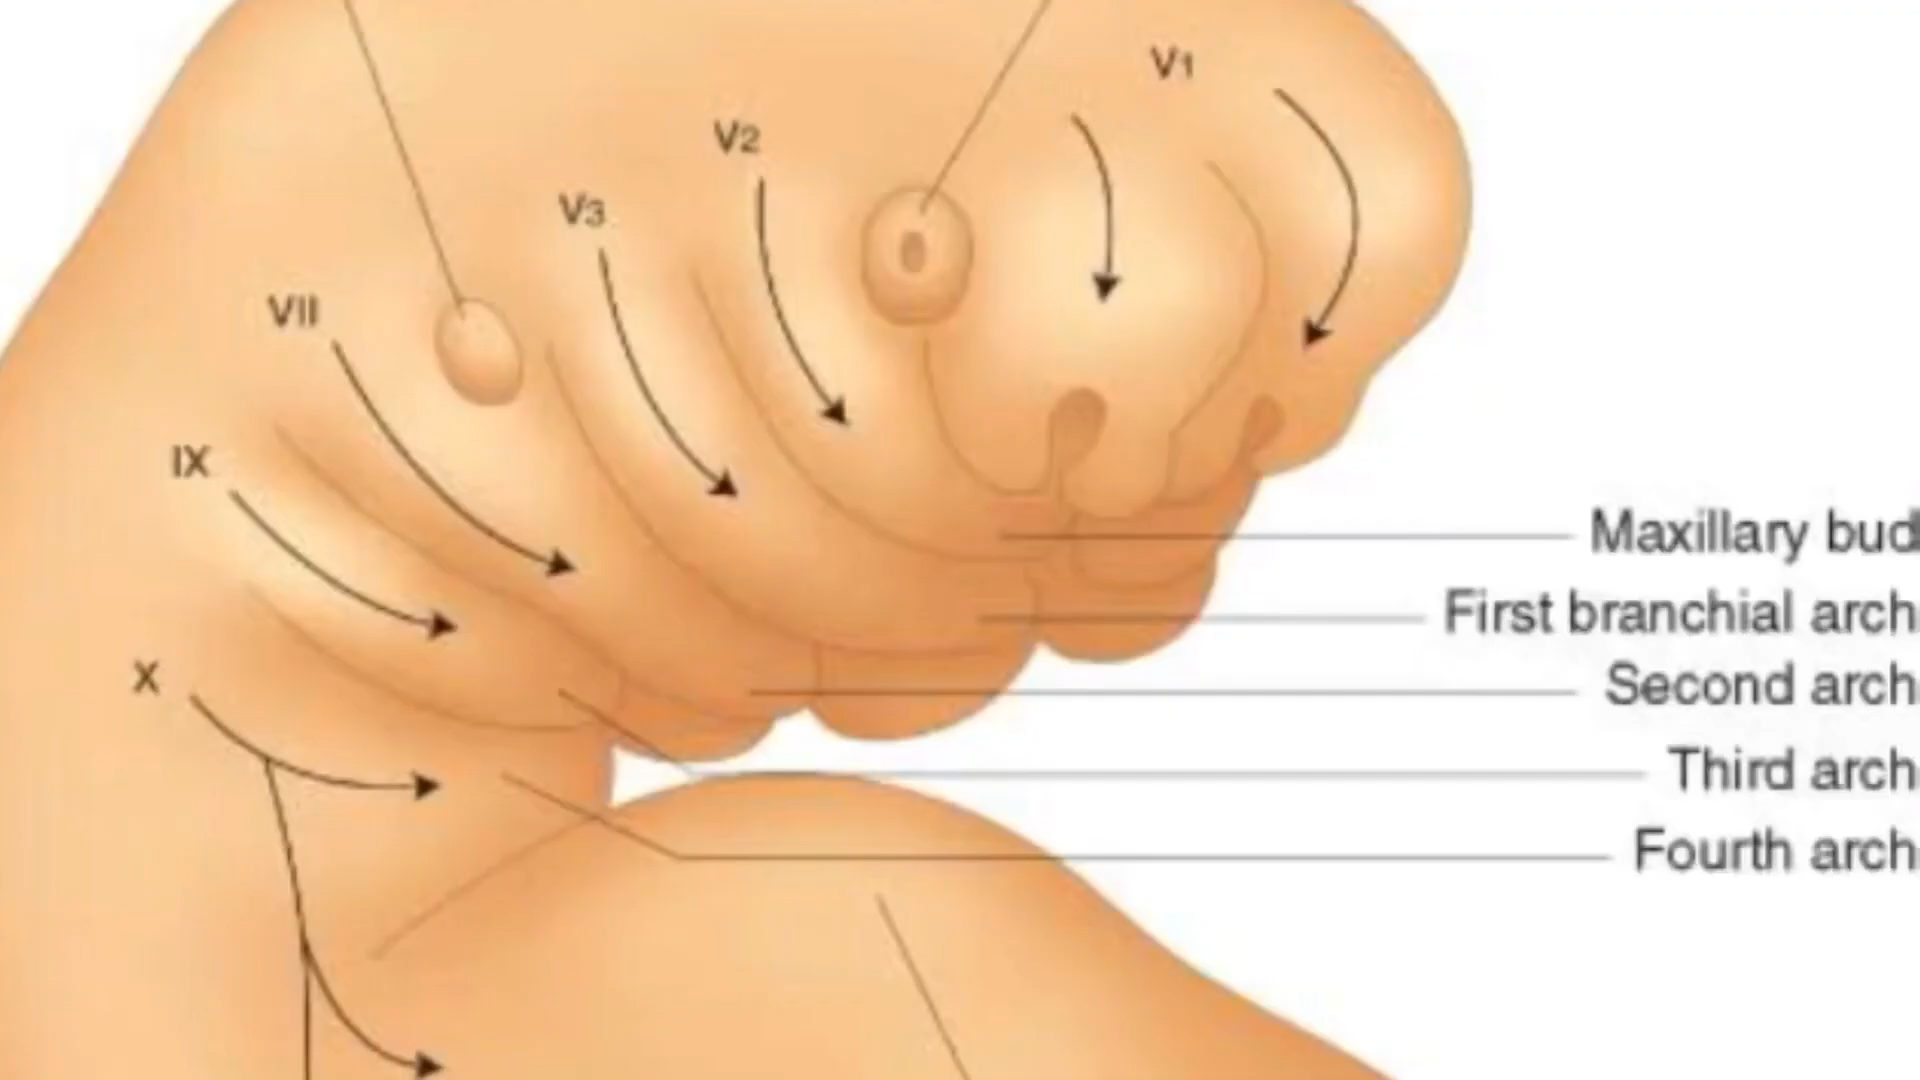 V1
V2
V3
VII
IX
X
Maxillary bud
First branchial arch
Second arch
Third arch
Fourth arch